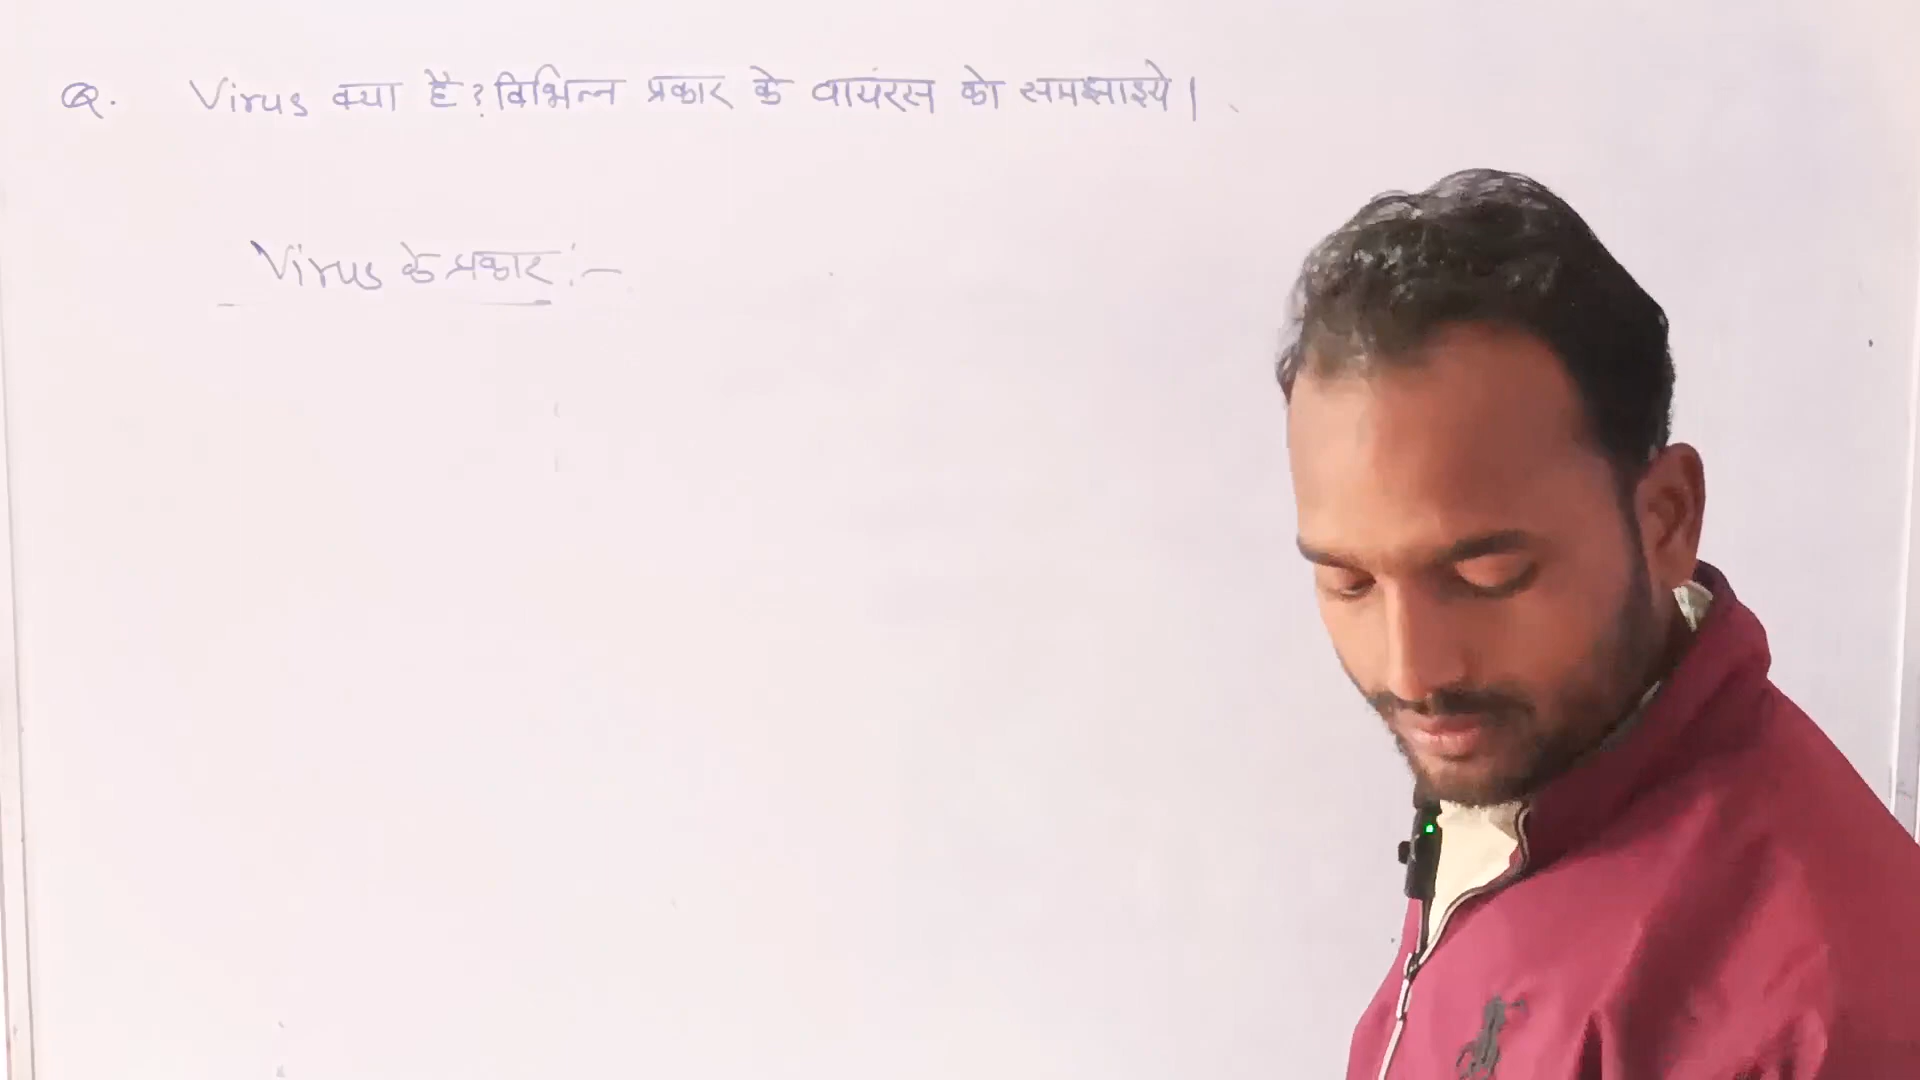 Q. Virus क्या है? विभिन्न प्रकार के वायरस को समझाइये।
Virus के प्रकार :-